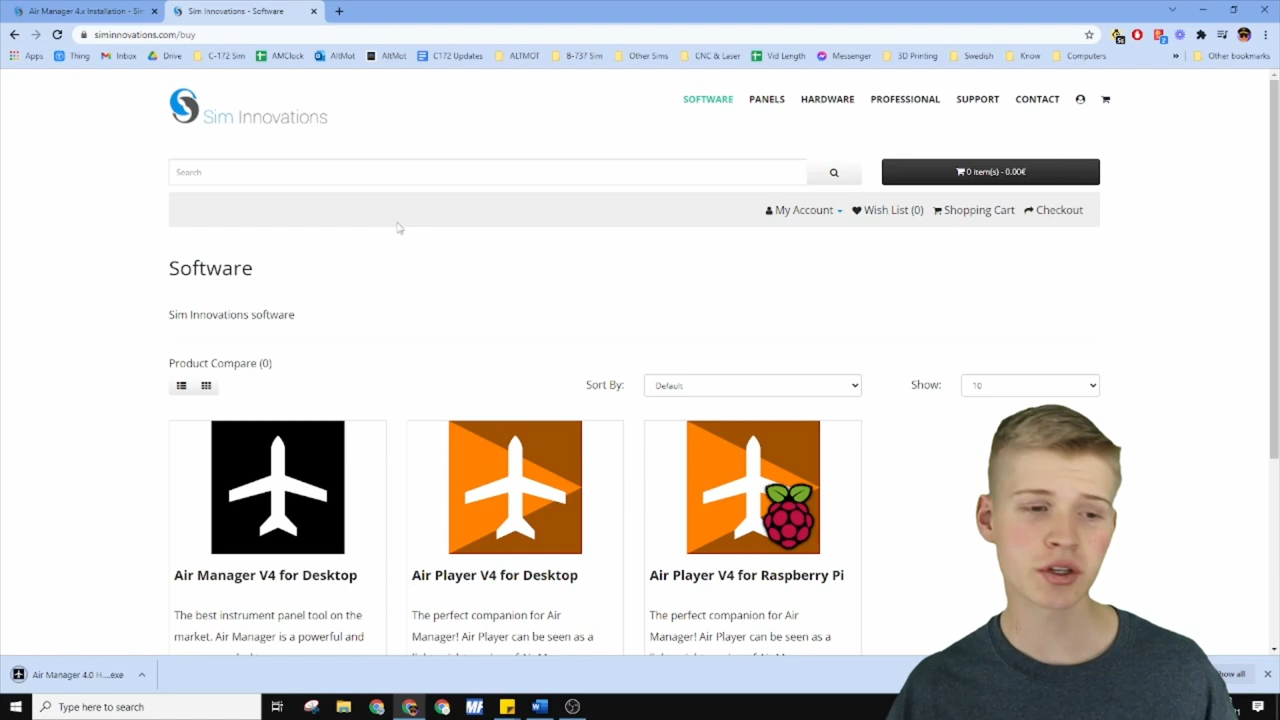 Air Manager 4.x Installation - Sim
Sim Innovations - Software
siminnovations.com/buy
Apps
Thing
Inbox
Drive
C-172 Sim
AMClock
AltMot
AltMot
C172 Updates
ALTMOT
B-737 Sim
Other Sims
CNC & Laser
Vid Length
Messenger
3D Printing
Swedish
Know
Computers
»
Other bookmarks
Sim Innovations
SOFTWARE
PANELS
HARDWARE
PROFESSIONAL
SUPPORT
CONTACT
Search
0 item(s) - 0.00€
My Account
Wish List (0)
Shopping Cart
Checkout
Software
Sim Innovations software
Product Compare (0)
Sort By:
Default
Show:
10
Air Manager V4 for Desktop
Air Player V4 for Desktop
Air Player V4 for Raspberry Pi
The best instrument panel tool on the
market. Air Manager is a powerful and
The perfect companion for Air
Manager! Air Player can be seen as a
The perfect companion for Air
Manager! Air Player can be seen as a
Air Manager 4.0 H....exe
Type here to search
MF